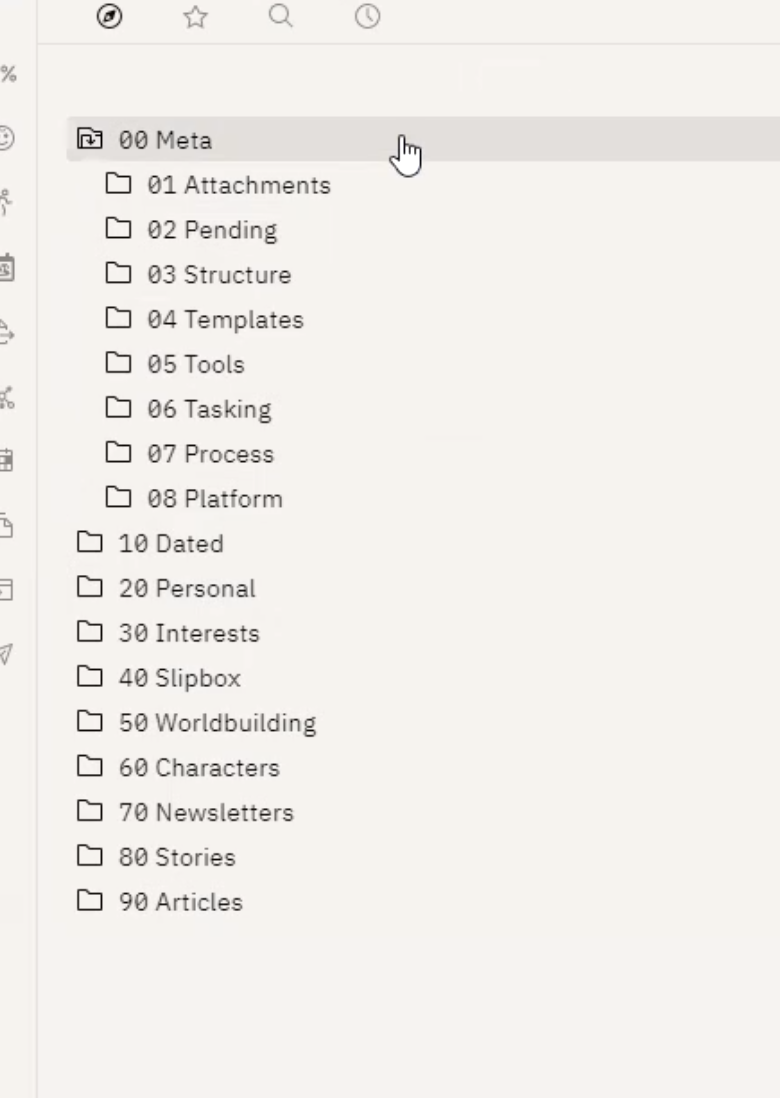 %
00 Meta
01 Attachments
02 Pending
03 Structure
04 Templates
05 Tools
06 Tasking
07 Process
08 Platform
10 Dated
20 Personal
30 Interests
40 Slipbox
50 Worldbuilding
60 Characters
70 Newsletters
80 Stories
90 Articles